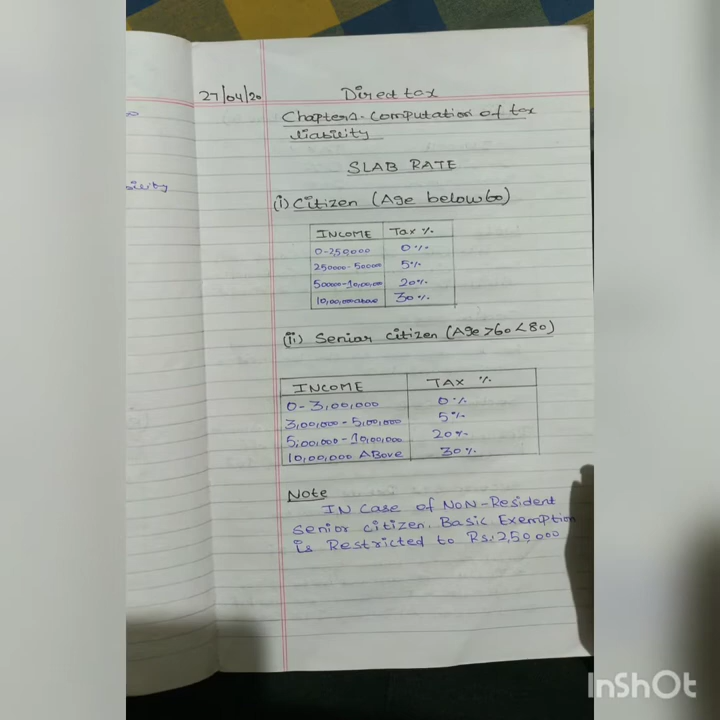 27/04/20
Direct tax
Chapter 1. Computation of tax
liability
SLAB RATE
(i) Citizen (Age below 60)
INCOME Tax %
0-250000 0%
250000-500000 5%
500000-10,00,000 20%
10,00,000 above 30%
(ii) Senior citizen (Age >60 <80)
INCOME TAX %
0-3,00,000 0%
3,00,000-5,00,000 5%
5,00,000-10,00,000 20%
10,00,000 Above 30%
Note
IN Case of NON-Resident
senior citizen. Basic Exemption
is Restricted to Rs. 2,50,000
InShOt